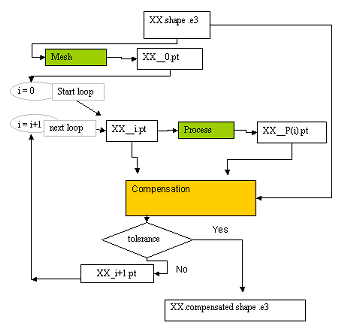 XX.shape .e3
Mesh
XX__0.pt
i = 0
Start loop
i = i+1
next loop
XX__i.pt
Process
XX__P(i).pt
Compensation
tolerance
Yes
No
XX_i+1.pt
XX.compensated.shape .e3